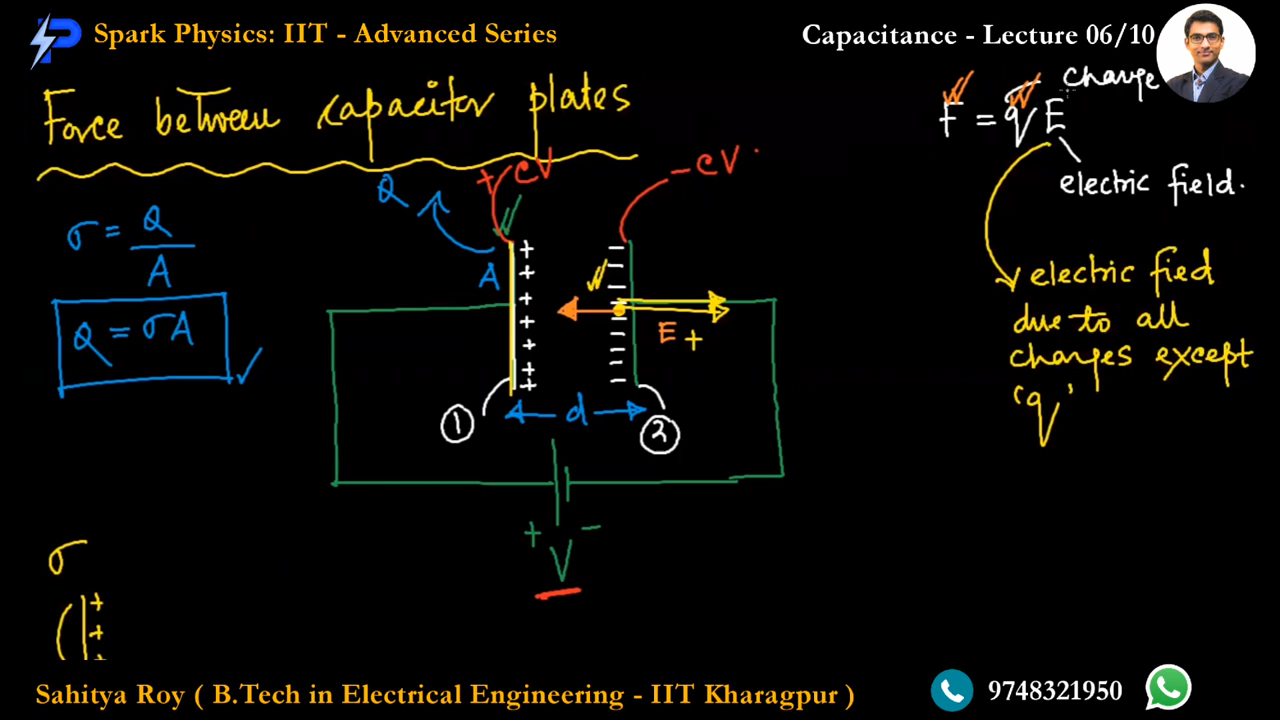 Spark Physics: IIT - Advanced Series
Capacitance - Lecture 06/10
Force between capacitor plates
F = qE
charge
electric field.
electric fied
due to all
charges except
'q'
σ = Q
A
Q = σA
Q
+ CV
- CV
A
+
+
+
+
+
+
+
E +
d
1
2
+ -
V
σ
+
+
+
Sahitya Roy ( B.Tech in Electrical Engineering - IIT Kharagpur )
9748321950